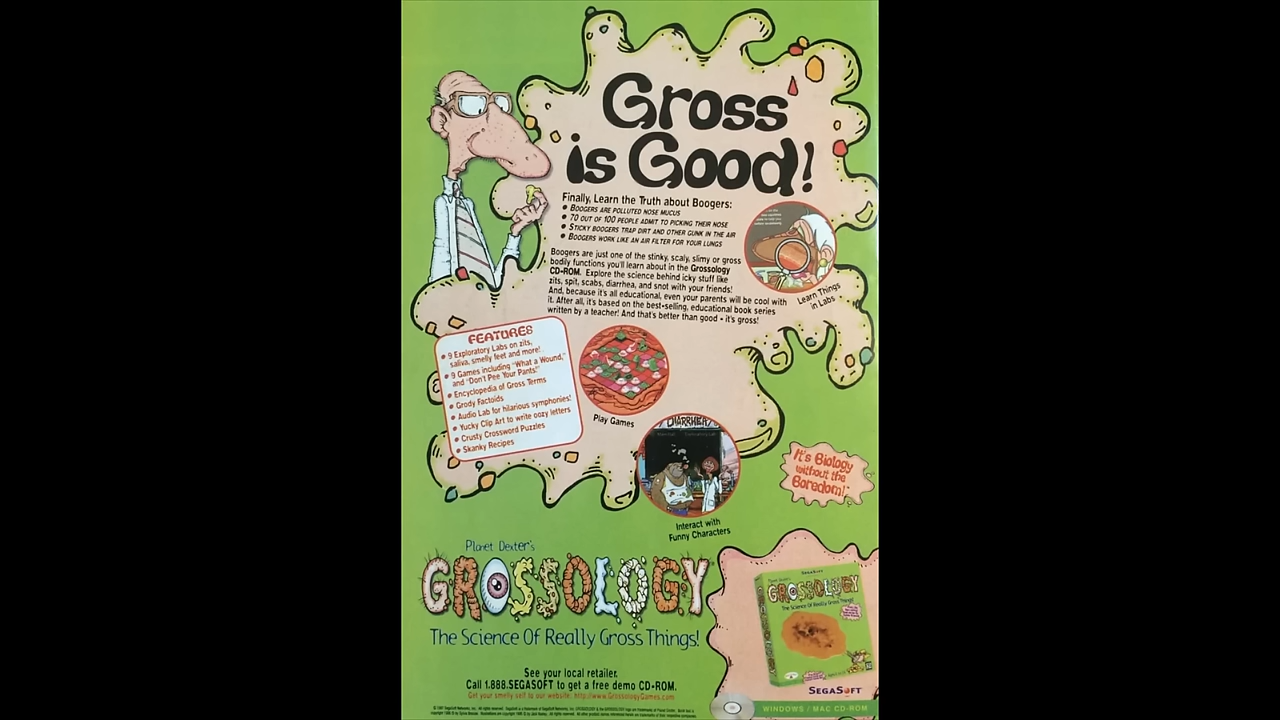 Gross
is Good!
Finally, Learn the Truth about Boogers:
• BOOGERS ARE POLLUTED NOSE MUCUS
• 70 OUT OF 100 PEOPLE ADMIT TO PICKING THEIR NOSE
• STICKY BOOGERS TRAP DIRT AND OTHER GUNK IN THE AIR
• BOOGERS WORK LIKE AN AIR FILTER FOR YOUR LUNGS
Boogers are just one of the stinky, scaly, slimy or gross
bodily functions you'll learn about in the Grossology
CD-ROM. Explore the science behind icky stuff like
zits, spit, scabs, diarrhea, and snot with your friends!
And, because it's all educational, even your parents will be cool with
it. After all, it's based on the best-selling, educational book series
written by a teacher! And that's better than good - it's gross!
Learn Things
in Labs
FEATURES
• 9 Exploratory Labs on zits,
saliva, smelly feet and more!
• 9 Games including "What a Wound,"
and "Don't Pee Your Pants!"
• Encyclopedia of Gross Terms
• Grody Factoids
• Audio Lab for hilarious symphonies!
• Yucky Clip Art to write oozy letters
• Crusty Crossword Puzzles
• Skanky Recipes
Play Games
DIARRHEA
Interact with
Funny Characters
It's Biology
without the
Boredom!
Planet Dexter's
GROSSOLOGY
The Science Of Really Gross Things!
See your local retailer.
Call 1.888.SEGASOFT to get a free demo CD-ROM.
Get your smelly self to our website: http://www.GrossologyGames.com
SEGASOFT
Planet Dexter's
GROSSOLOGY
The Science Of Really Gross Things!
SEGASOFT
WINDOWS / MAC CD-ROM